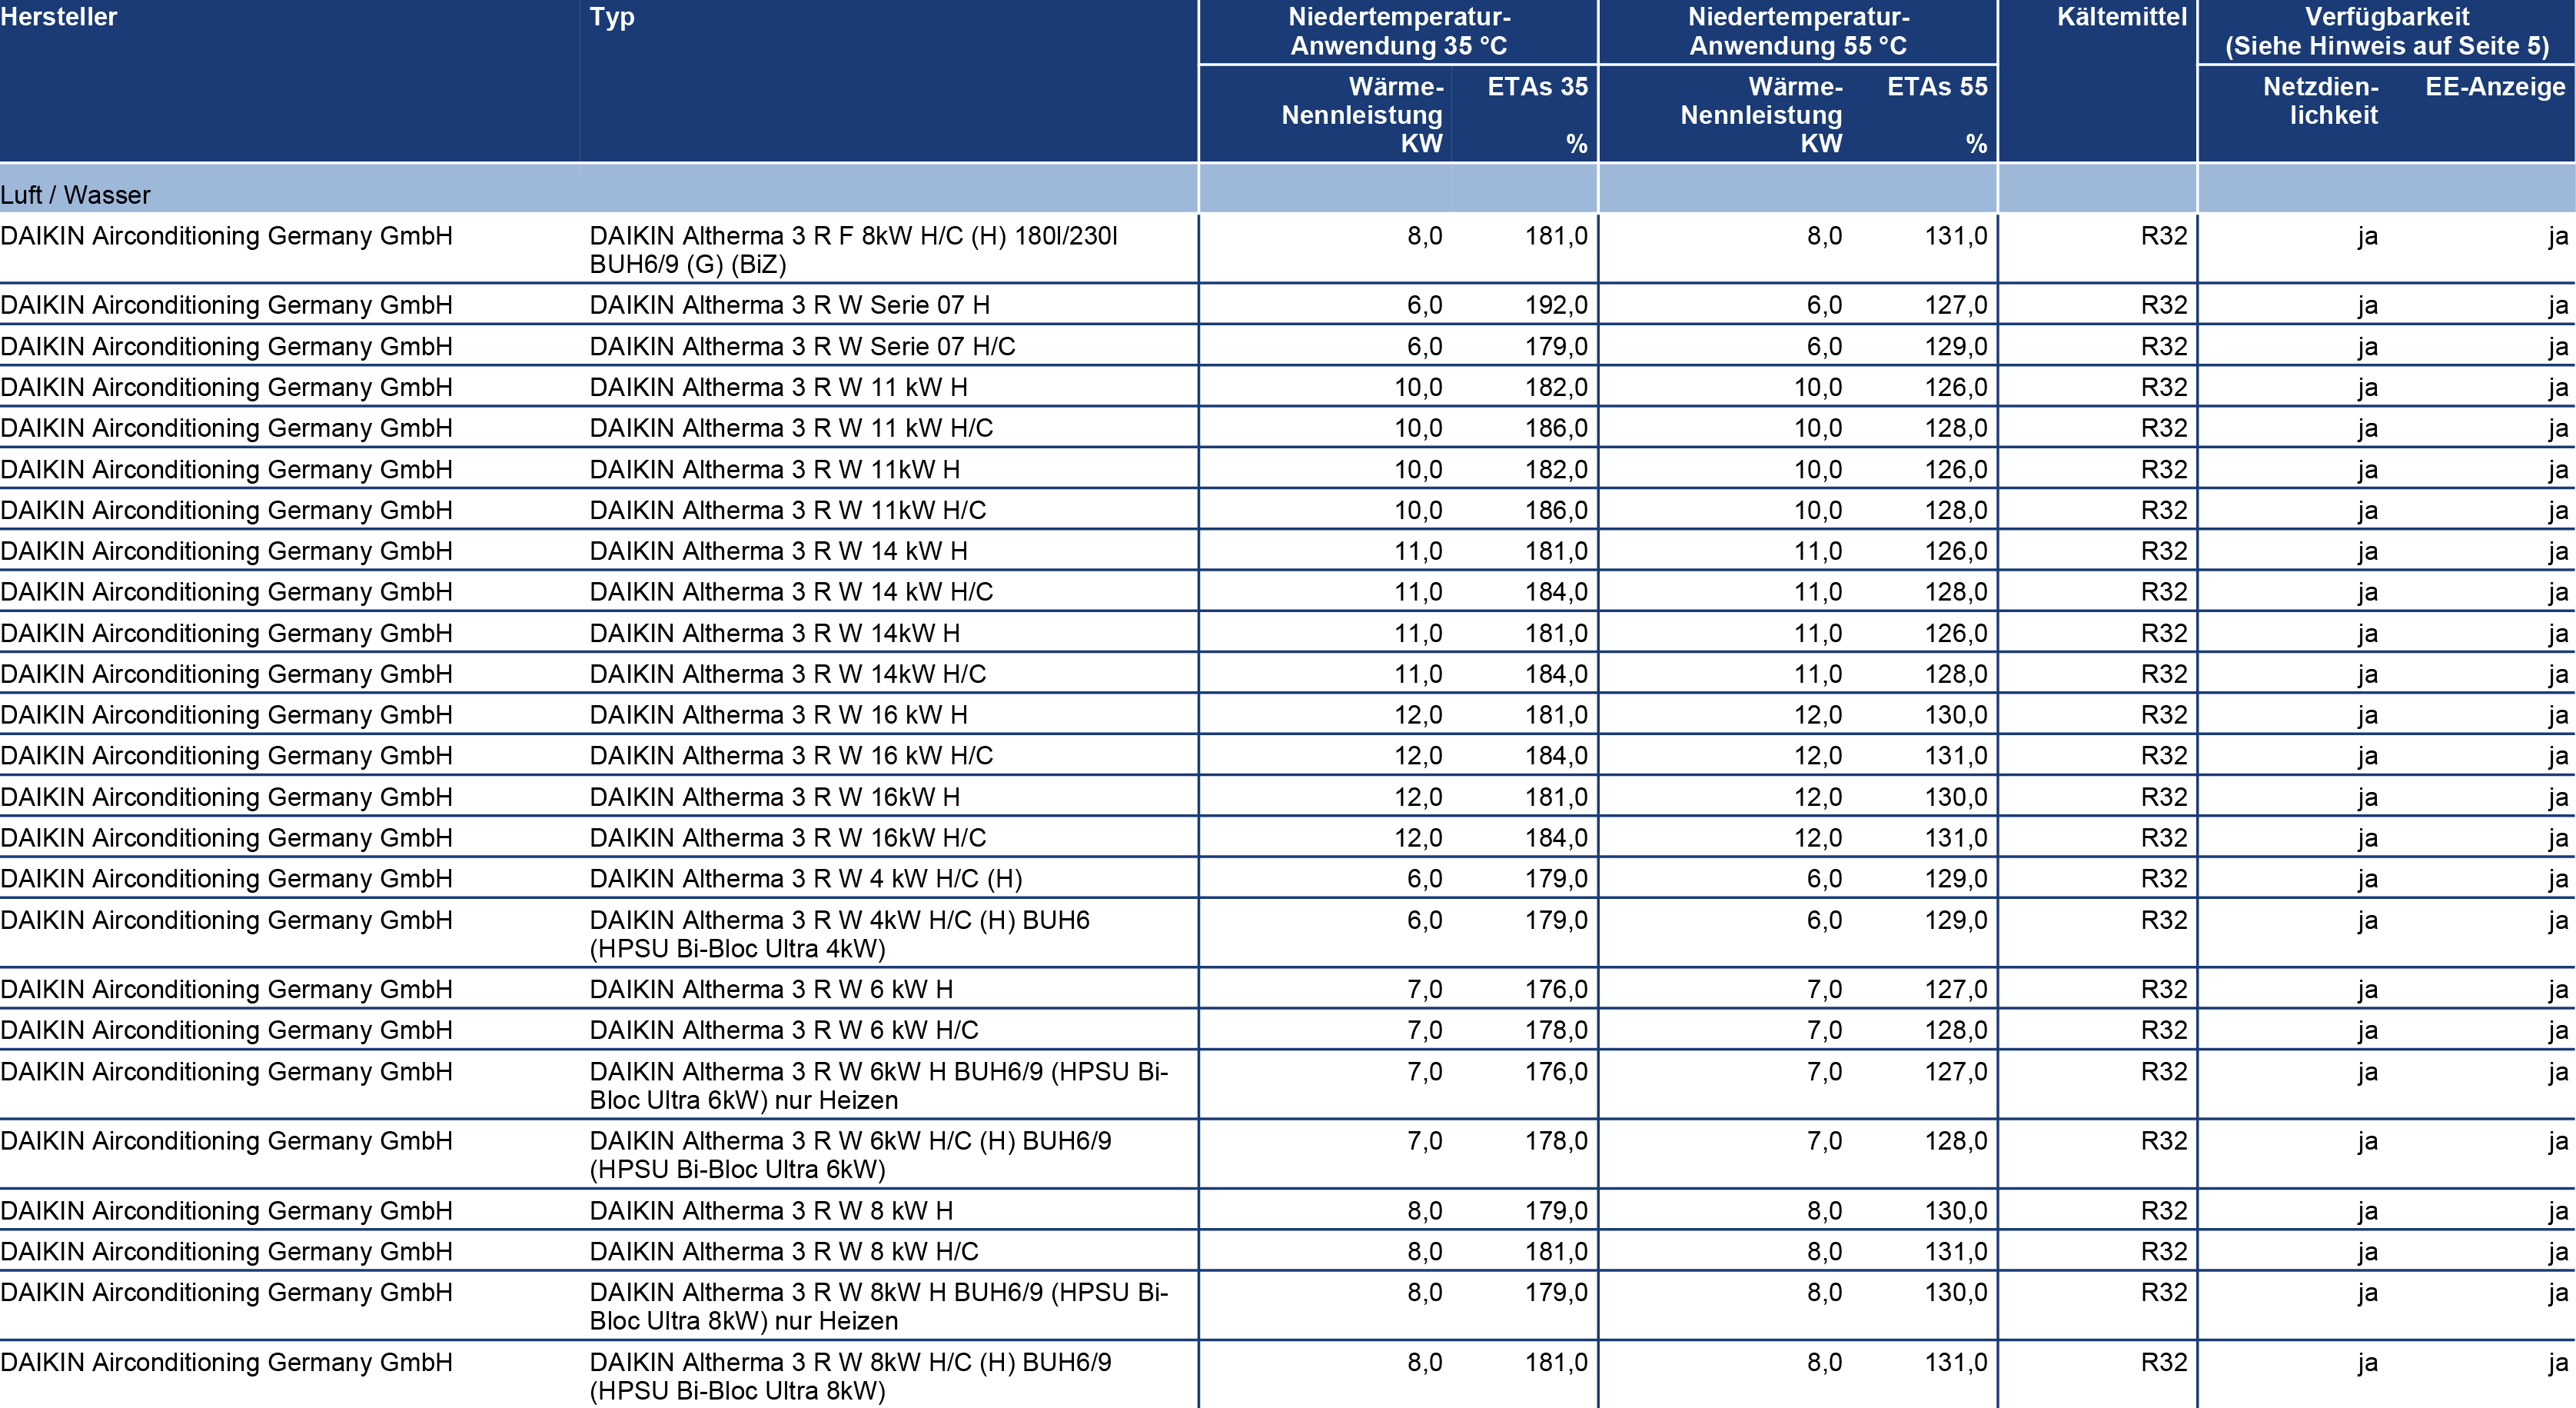 Hersteller Typ Niedertemperatur- Niedertemperatur- Kältemittel Verfügbarkeit
Anwendung 35 °C Anwendung 55 °C (Siehe Hinweis auf Seite 5)
Wärme- ETAs 35 Wärme- ETAs 55 Netzdien- EE-Anzeige
Nennleistung Nennleistung lichkeit
KW % KW %
Luft / Wasser
DAIKIN Airconditioning Germany GmbH DAIKIN Altherma 3 R F 8kW H/C (H) 180l/230l 8,0 181,0 8,0 131,0 R32 ja ja
BUH6/9 (G) (BiZ)
DAIKIN Airconditioning Germany GmbH DAIKIN Altherma 3 R W Serie 07 H 6,0 192,0 6,0 127,0 R32 ja ja
DAIKIN Airconditioning Germany GmbH DAIKIN Altherma 3 R W Serie 07 H/C 6,0 179,0 6,0 129,0 R32 ja ja
DAIKIN Airconditioning Germany GmbH DAIKIN Altherma 3 R W 11 kW H 10,0 182,0 10,0 126,0 R32 ja ja
DAIKIN Airconditioning Germany GmbH DAIKIN Altherma 3 R W 11 kW H/C 10,0 186,0 10,0 128,0 R32 ja ja
DAIKIN Airconditioning Germany GmbH DAIKIN Altherma 3 R W 11kW H 10,0 182,0 10,0 126,0 R32 ja ja
DAIKIN Airconditioning Germany GmbH DAIKIN Altherma 3 R W 11kW H/C 10,0 186,0 10,0 128,0 R32 ja ja
DAIKIN Airconditioning Germany GmbH DAIKIN Altherma 3 R W 14 kW H 11,0 181,0 11,0 126,0 R32 ja ja
DAIKIN Airconditioning Germany GmbH DAIKIN Altherma 3 R W 14 kW H/C 11,0 184,0 11,0 128,0 R32 ja ja
DAIKIN Airconditioning Germany GmbH DAIKIN Altherma 3 R W 14kW H 11,0 181,0 11,0 126,0 R32 ja ja
DAIKIN Airconditioning Germany GmbH DAIKIN Altherma 3 R W 14kW H/C 11,0 184,0 11,0 128,0 R32 ja ja
DAIKIN Airconditioning Germany GmbH DAIKIN Altherma 3 R W 16 kW H 12,0 181,0 12,0 130,0 R32 ja ja
DAIKIN Airconditioning Germany GmbH DAIKIN Altherma 3 R W 16 kW H/C 12,0 184,0 12,0 131,0 R32 ja ja
DAIKIN Airconditioning Germany GmbH DAIKIN Altherma 3 R W 16kW H 12,0 181,0 12,0 130,0 R32 ja ja
DAIKIN Airconditioning Germany GmbH DAIKIN Altherma 3 R W 16kW H/C 12,0 184,0 12,0 131,0 R32 ja ja
DAIKIN Airconditioning Germany GmbH DAIKIN Altherma 3 R W 4 kW H/C (H) 6,0 179,0 6,0 129,0 R32 ja ja
DAIKIN Airconditioning Germany GmbH DAIKIN Altherma 3 R W 4kW H/C (H) BUH6 6,0 179,0 6,0 129,0 R32 ja ja
(HPSU Bi-Bloc Ultra 4kW)
DAIKIN Airconditioning Germany GmbH DAIKIN Altherma 3 R W 6 kW H 7,0 176,0 7,0 127,0 R32 ja ja
DAIKIN Airconditioning Germany GmbH DAIKIN Altherma 3 R W 6 kW H/C 7,0 178,0 7,0 128,0 R32 ja ja
DAIKIN Airconditioning Germany GmbH DAIKIN Altherma 3 R W 6kW H BUH6/9 (HPSU Bi- 7,0 176,0 7,0 127,0 R32 ja ja
Bloc Ultra 6kW) nur Heizen
DAIKIN Airconditioning Germany GmbH DAIKIN Altherma 3 R W 6kW H/C (H) BUH6/9 7,0 178,0 7,0 128,0 R32 ja ja
(HPSU Bi-Bloc Ultra 6kW)
DAIKIN Airconditioning Germany GmbH DAIKIN Altherma 3 R W 8 kW H 8,0 179,0 8,0 130,0 R32 ja ja
DAIKIN Airconditioning Germany GmbH DAIKIN Altherma 3 R W 8 kW H/C 8,0 181,0 8,0 131,0 R32 ja ja
DAIKIN Airconditioning Germany GmbH DAIKIN Altherma 3 R W 8kW H BUH6/9 (HPSU Bi- 8,0 179,0 8,0 130,0 R32 ja ja
Bloc Ultra 8kW) nur Heizen
DAIKIN Airconditioning Germany GmbH DAIKIN Altherma 3 R W 8kW H/C (H) BUH6/9 8,0 181,0 8,0 131,0 R32 ja ja
(HPSU Bi-Bloc Ultra 8kW)